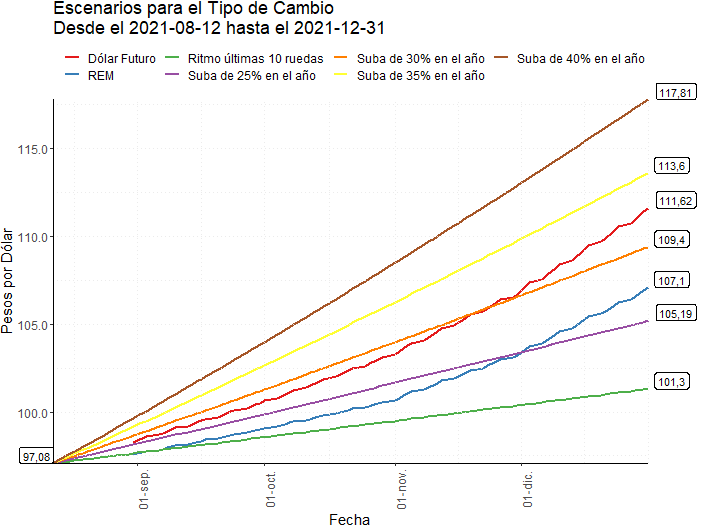 Escenarios para el Tipo de Cambio
Desde el 2021-08-12 hasta el 2021-12-31
Dólar Futuro Ritmo últimas 10 ruedas Suba de 30% en el año Suba de 40% en el año
REM Suba de 25% en el año Suba de 35% en el año
117,81
115.0
113,6
111,62
110.0
109,4
107,1
105,19
105.0
101,3
100.0
97,08
Pesos por Dólar
01-sep.
01-oct.
01-nov.
01-dic.
Fecha